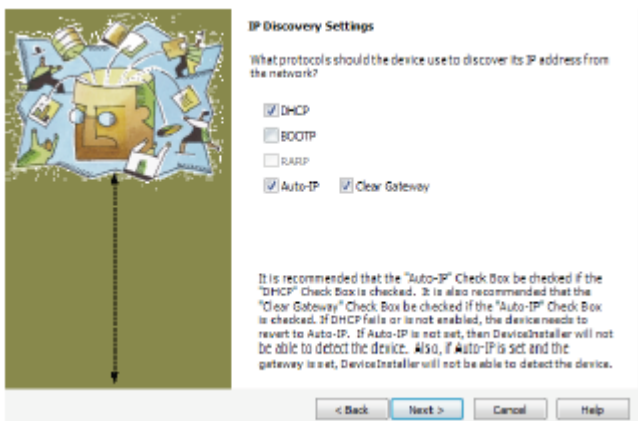 IP Discovery Settings
What protocols should the device use to discover its IP address from
the network?
DHCP
BOOTP
RARP
Auto-IP Clear Gateway
It is recommended that the "Auto-IP" Check Box be checked if the
"DHCP" Check Box is checked. It is also recommended that the
"Clear Gateway" Check Box be checked if the "Auto-IP" Check Box
is checked. If DHCP fails or is not enabled, the device needs to
revert to Auto-IP. If Auto-IP is not set, then DeviceInstaller will not
be able to detect the device. Also, if Auto-IP is set and the
gateway is set, DeviceInstaller will not be able to detect the device.
< Back Next > Cancel Help